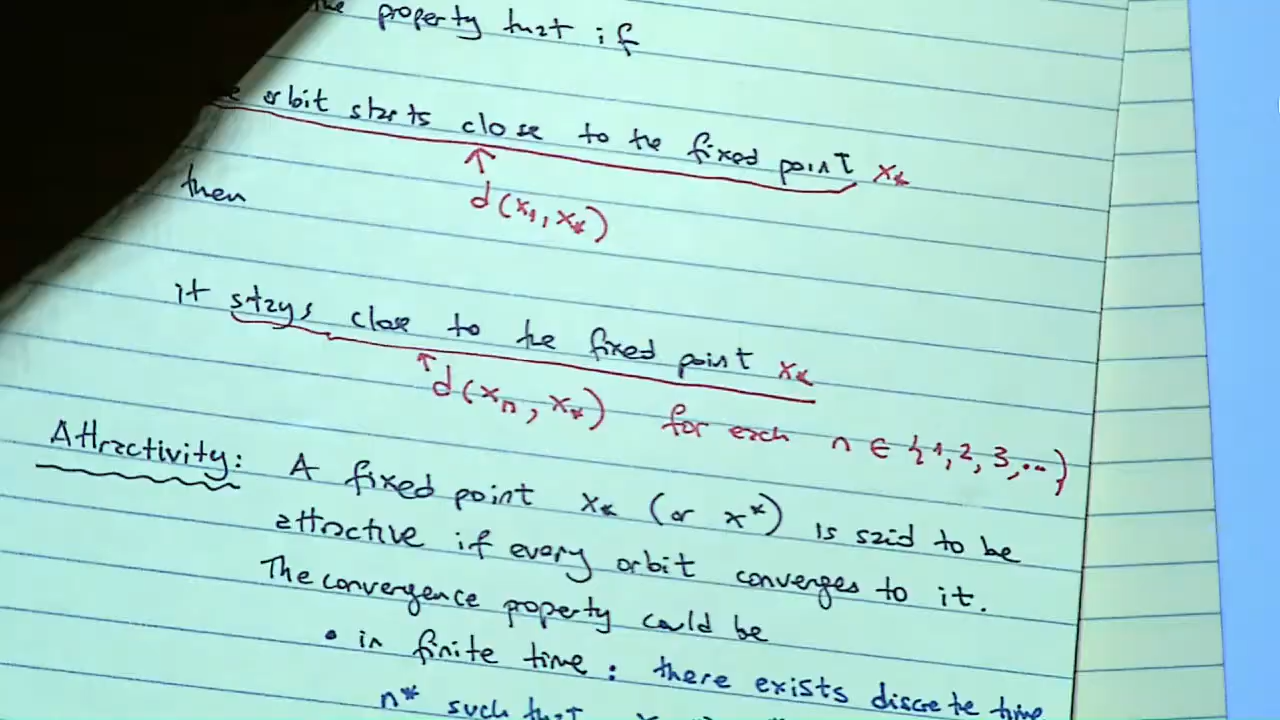 the property that if
orbit starts close to the fixed point x*
then
d(x₁, x*)
it stays close to the fixed point x*
d(xₙ, x*) for each n ∈ {1, 2, 3, ...}
Attractivity: A fixed point x* (or x*) is said to be
attractive if every orbit converges to it.
The convergence property could be
• in finite time: there exists discrete time
n* such that